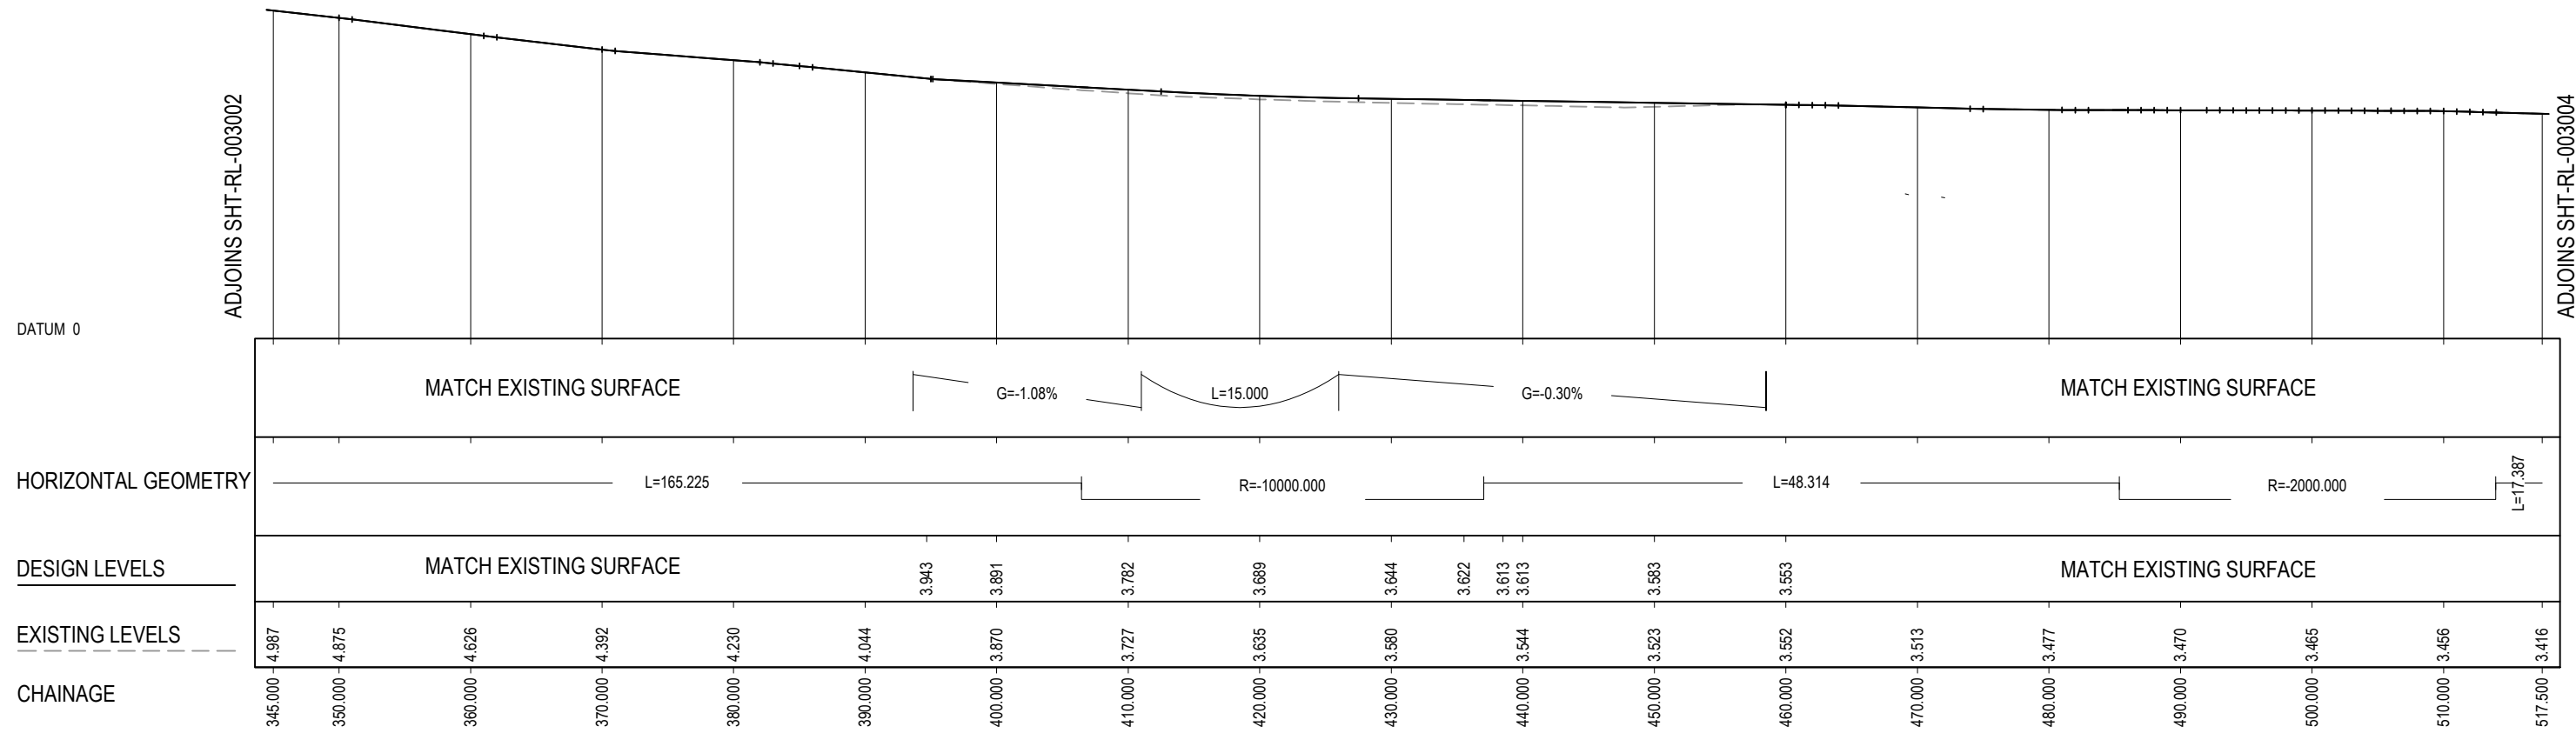 ADJOINS SHT-RL-003002
ADJOINS SHT-RL-003004
DATUM 0
MATCH EXISTING SURFACE
G=-1.08%
L=15.000
G=-0.30%
MATCH EXISTING SURFACE
HORIZONTAL GEOMETRY
L=165.225
R=-10000.000
L=48.314
R=-2000.000
L=17.387
DESIGN LEVELS
MATCH EXISTING SURFACE
3.943
3.891
3.782
3.689
3.644
3.622
3.613
3.613
3.583
3.553
MATCH EXISTING SURFACE
EXISTING LEVELS
4.987
4.875
4.626
4.392
4.230
4.044
3.870
3.727
3.635
3.580
3.544
3.523
3.552
3.513
3.477
3.470
3.465
3.456
3.416
CHAINAGE
345.000
350.000
360.000
370.000
380.000
390.000
400.000
410.000
420.000
430.000
440.000
450.000
460.000
470.000
480.000
490.000
500.000
510.000
517.500